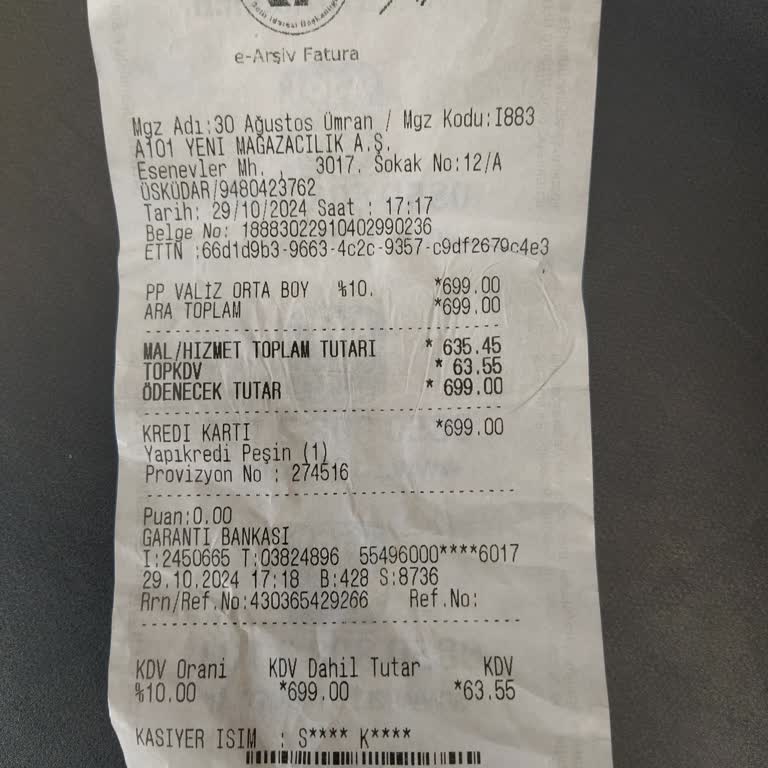 e-Arşiv Fatura
Mgz Adı:30 Ağustos Ümran / Mgz Kodu:I883
A101 YENİ MAĞAZACILIK A.Ş.
Esenevler Mh. , 3017. Sokak No:12/A
ÜSKÜDAR/9480423762
Tarih: 29/10/2024 Saat : 17:17
Belge No: 18883022910402990236
ETTN :66d1d9b3-9663-4c2c-9357-c9df2679c4e3
PP VALİZ ORTA BOY %10. *699.00
ARA TOPLAM *699.00
MAL/HİZMET TOPLAM TUTARI * 635.45
TOPKDV * 63.55
ÖDENECEK TUTAR * 699.00
KREDİ KARTI *699.00
Yapıkredi Peşin (1)
Provizyon No : 274516
Puan:0.00
GARANTİ BANKASI
I:2450665 T:03824896 55496000****6017
29.10.2024 17:18 B:428 S:8736
Rrn/Ref.No:430365429266 Ref.No:
KDV Orani KDV Dahil Tutar KDV
%10.00 *699.00 *63.55
KASİYER İSİM : S**** K****